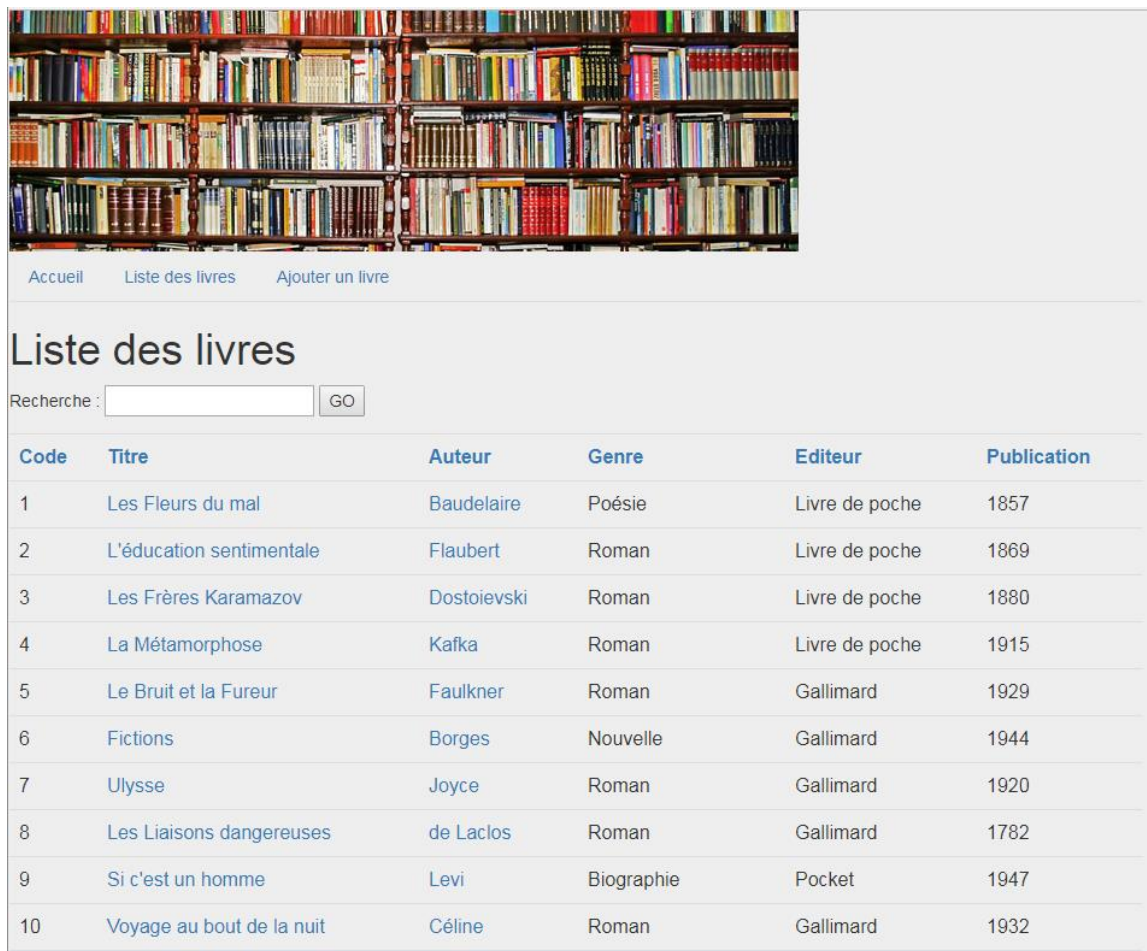 Accueil Liste des livres Ajouter un livre
Liste des livres
Recherche : GO
Code Titre Auteur Genre Editeur Publication
1 Les Fleurs du mal Baudelaire Poésie Livre de poche 1857
2 L'éducation sentimentale Flaubert Roman Livre de poche 1869
3 Les Frères Karamazov Dostoievski Roman Livre de poche 1880
4 La Métamorphose Kafka Roman Livre de poche 1915
5 Le Bruit et la Fureur Faulkner Roman Gallimard 1929
6 Fictions Borges Nouvelle Gallimard 1944
7 Ulysse Joyce Roman Gallimard 1920
8 Les Liaisons dangereuses de Laclos Roman Gallimard 1782
9 Si c'est un homme Levi Biographie Pocket 1947
10 Voyage au bout de la nuit Céline Roman Gallimard 1932